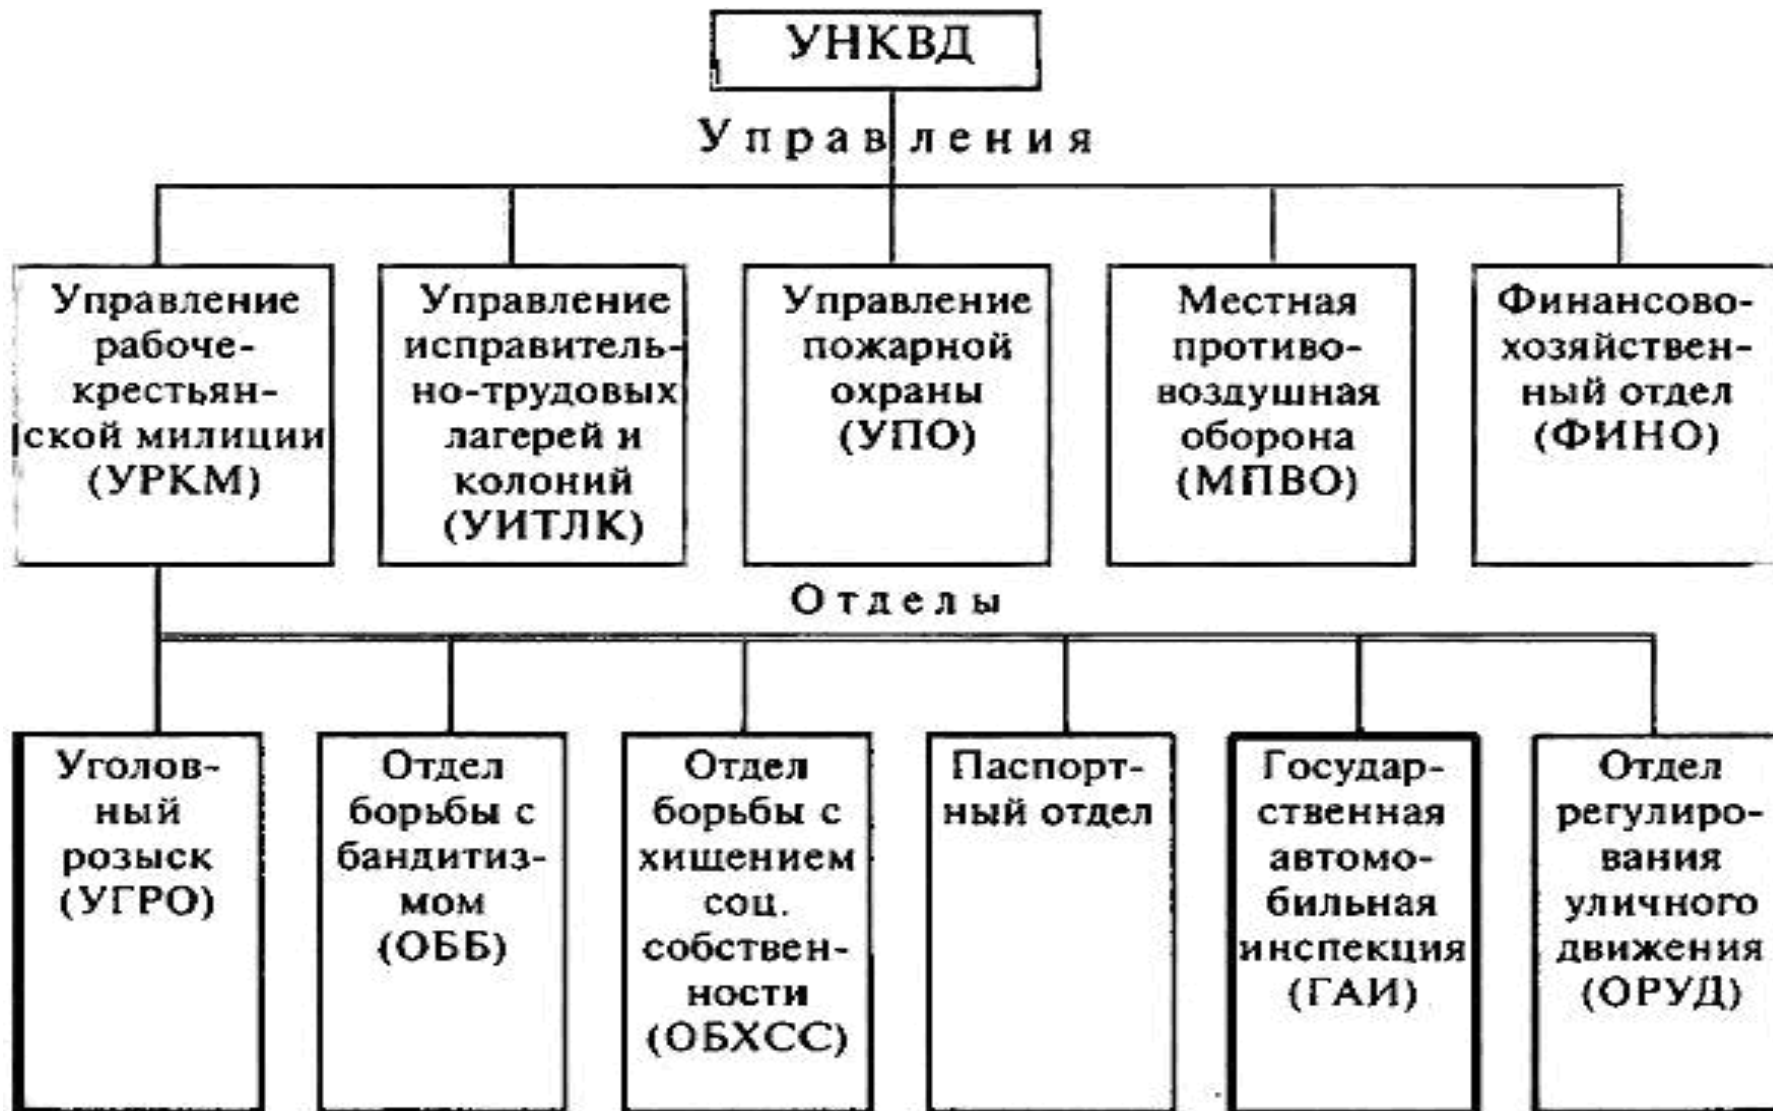 УНКВД
Управления
Управление
рабоче-
крестьян-
ской милиции
(УРКМ)
Управление
исправитель-
но-трудовых
лагерей и
колоний
(УИТЛК)
Управление
пожарной
охраны
(УПО)
Местная
противо-
воздушная
оборона
(МПВО)
Финансово-
хозяйствен-
ный отдел
(ФИНО)
Отделы
Уголов-
ный
розыск
(УГРО)
Отдел
борьбы с
бандитиз-
мом
(ОББ)
Отдел
борьбы с
хищением
соц.
собствен-
ности
(ОБХСС)
Паспорт-
ный отдел
Государ-
ственная
автомо-
бильная
инспекция
(ГАИ)
Отдел
регулиро-
вания
уличного
движения
(ОРУД)